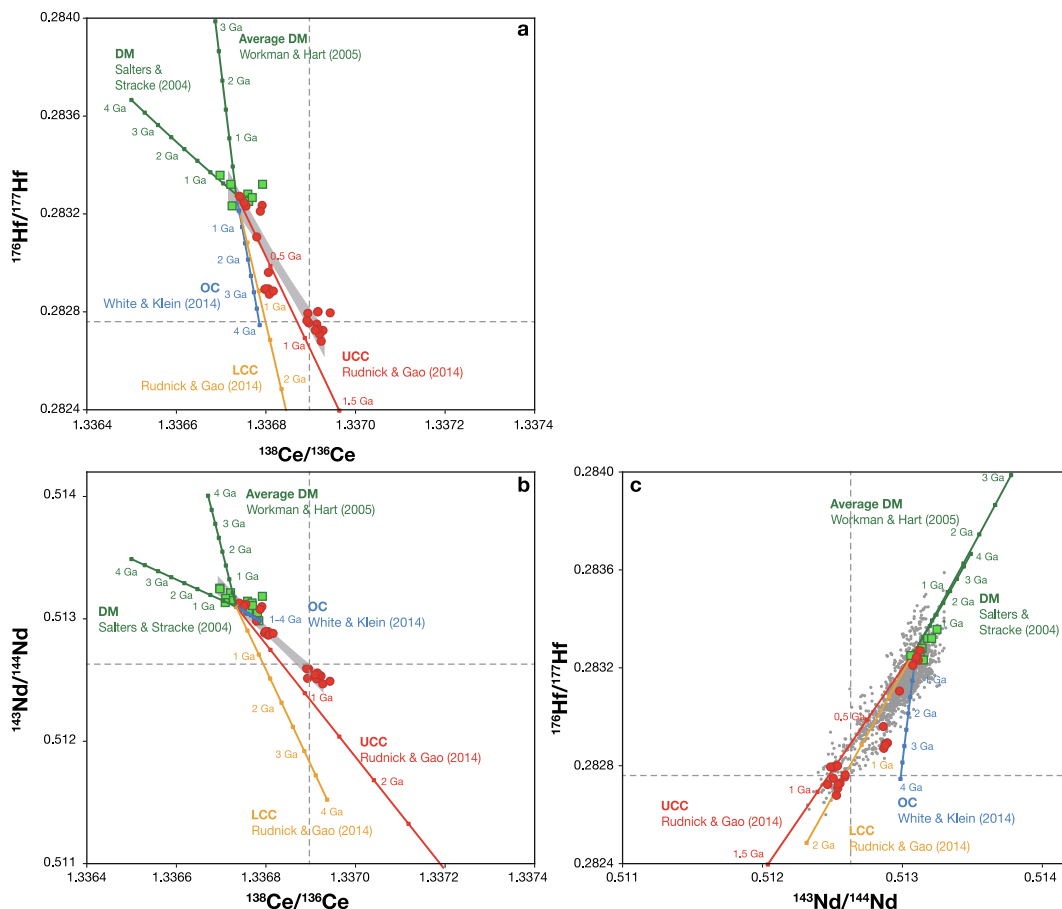 a
0.2840
0.2836
0.2832
0.2828
0.2824
176Hf/177Hf
1.3364
1.3366
1.3368
1.3370
1.3372
1.3374
138Ce/136Ce
Average DM
Workman & Hart (2005)
3 Ga
2 Ga
1 Ga
DM
Salters &
Stracke (2004)
4 Ga
3 Ga
2 Ga
1 Ga
1 Ga
2 Ga
3 Ga
4 Ga
OC
White & Klein (2014)
0.5 Ga
1 Ga
1.5 Ga
UCC
Rudnick & Gao (2014)
1 Ga
2 Ga
LCC
Rudnick & Gao (2014)
b
0.514
0.513
0.512
0.511
143Nd/144Nd
1.3364
1.3366
1.3368
1.3370
1.3372
1.3374
138Ce/136Ce
4 Ga
3 Ga
2 Ga
1 Ga
Average DM
Workman & Hart (2005)
4 Ga
3 Ga
2 Ga
1 Ga
DM
Salters &
Stracke (2004)
1–4 Ga
OC
White & Klein (2014)
1 Ga
2 Ga
UCC
Rudnick & Gao (2014)
1 Ga
2 Ga
3 Ga
4 Ga
LCC
Rudnick & Gao (2014)
c
0.2840
0.2836
0.2832
0.2828
0.2824
176Hf/177Hf
0.511
0.512
0.513
0.514
143Nd/144Nd
3 Ga
2 Ga
1 Ga
Average DM
Workman & Hart (2005)
4 Ga
3 Ga
2 Ga
1 Ga
DM
Salters &
Stracke (2004)
1 Ga
2 Ga
3 Ga
4 Ga
OC
White & Klein (2014)
0.5 Ga
1 Ga
1.5 Ga
UCC
Rudnick & Gao (2014)
1 Ga
2 Ga
LCC
Rudnick & Gao (2014)